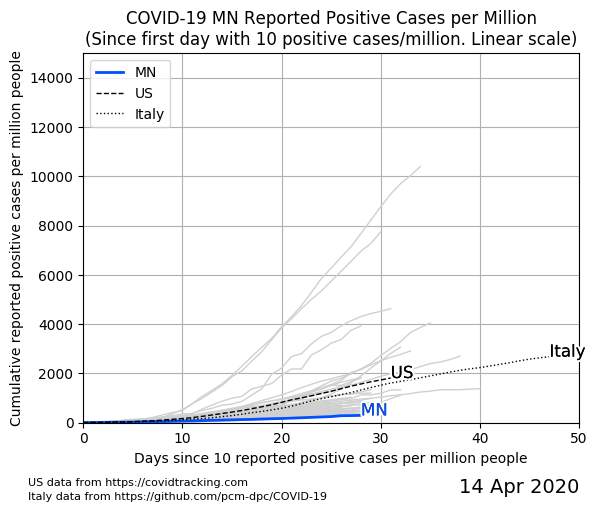 COVID-19 MN Reported Positive Cases per Million
(Since first day with 10 positive cases/million. Linear scale)
Cumulative reported positive cases per million people
14000
12000
10000
8000
6000
4000
2000
0
MN
US
Italy
Italy
US
MN
0 10 20 30 40 50
Days since 10 reported positive cases per million people
US data from https://covidtracking.com
Italy data from https://github.com/pcm-dpc/COVID-19
14 Apr 2020